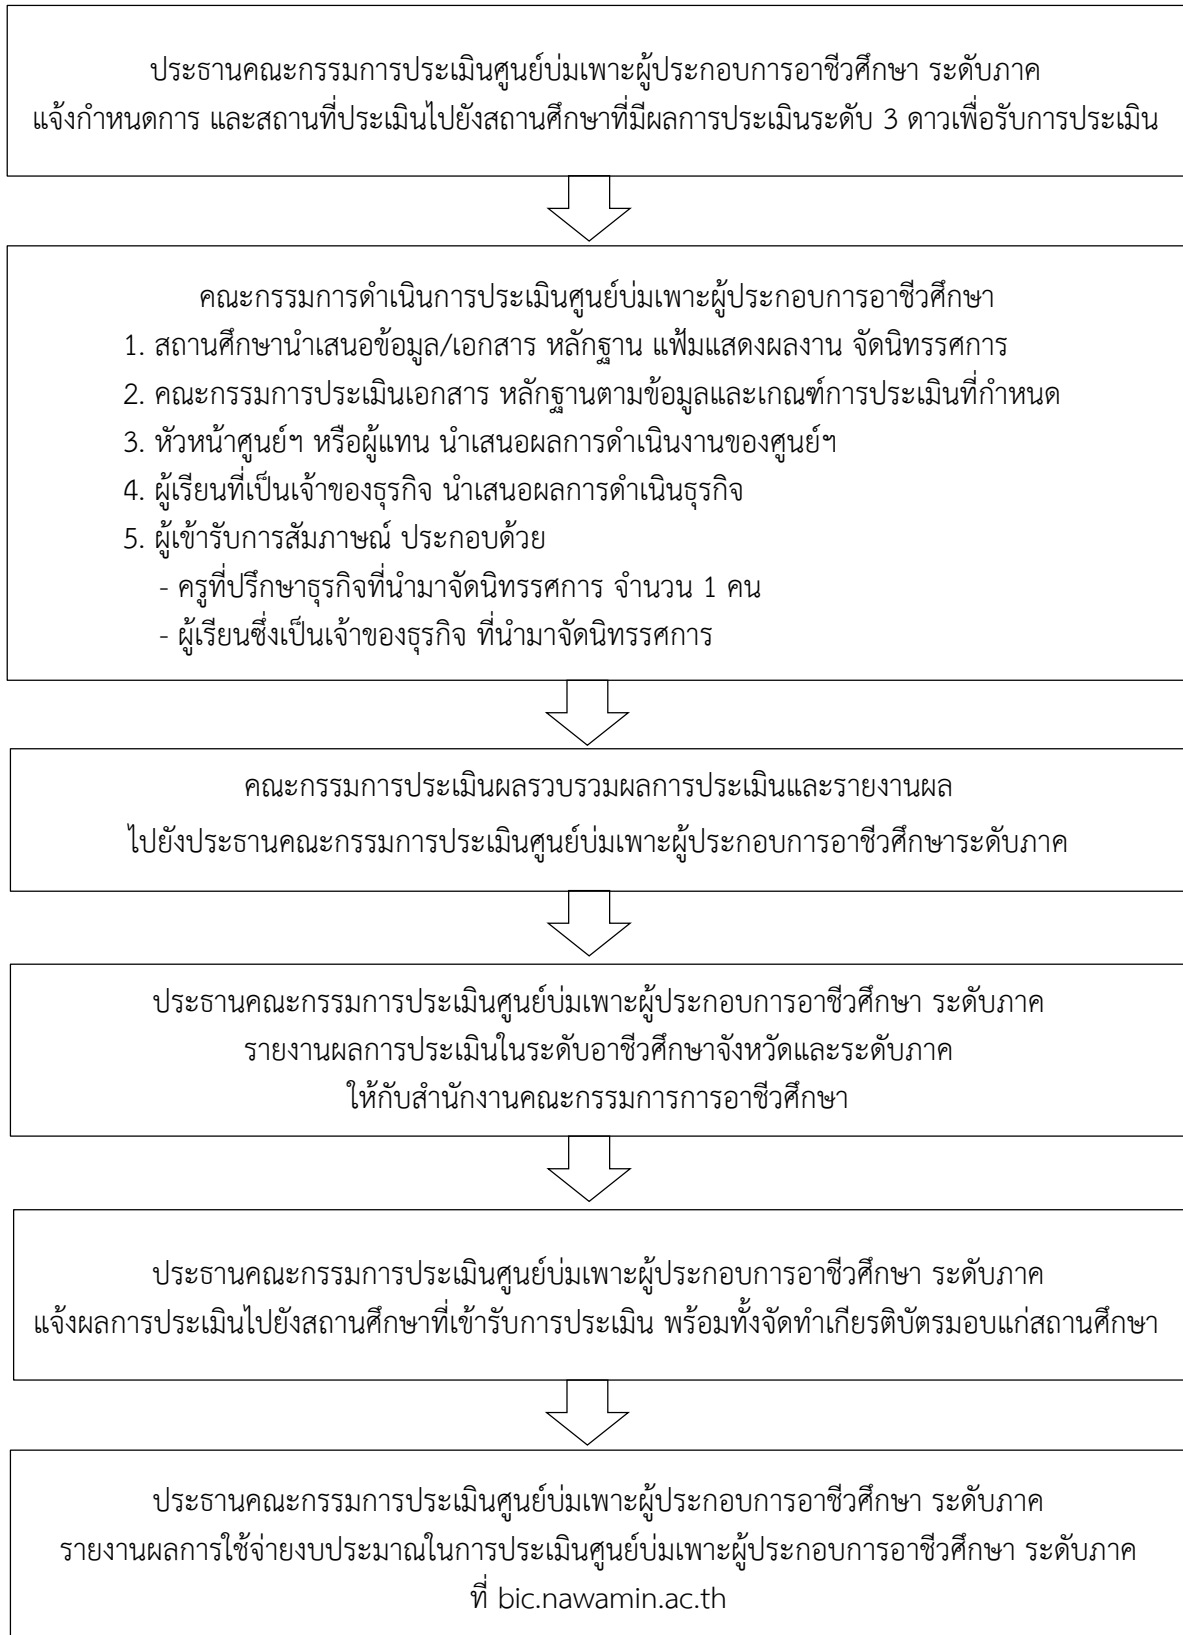 ประธานคณะกรรมการประเมินศูนย์บ่มเพาะผู้ประกอบการอาชีวศึกษา ระดับภาค
แจ้งกำหนดการ และสถานที่ประเมินไปยังสถานศึกษาที่มีผลการประเมินระดับ 3 ดาวเพื่อรับการประเมิน
คณะกรรมการดำเนินการประเมินศูนย์บ่มเพาะผู้ประกอบการอาชีวศึกษา
1. สถานศึกษานำเสนอข้อมูล/เอกสาร หลักฐาน แฟ้มแสดงผลงาน จัดนิทรรศการ
2. คณะกรรมการประเมินเอกสาร หลักฐานตามข้อมูลและเกณฑ์การประเมินที่กำหนด
3. หัวหน้าศูนย์ฯ หรือผู้แทน นำเสนอผลการดำเนินงานของศูนย์ฯ
4. ผู้เรียนที่เป็นเจ้าของธุรกิจ นำเสนอผลการดำเนินธุรกิจ
5. ผู้เข้ารับการสัมภาษณ์ ประกอบด้วย
- ครูที่ปรึกษาธุรกิจที่นำมาจัดนิทรรศการ จำนวน 1 คน
- ผู้เรียนซึ่งเป็นเจ้าของธุรกิจ ที่นำมาจัดนิทรรศการ
คณะกรรมการประเมินผลรวบรวมผลการประเมินและรายงานผล
ไปยังประธานคณะกรรมการประเมินศูนย์บ่มเพาะผู้ประกอบการอาชีวศึกษาระดับภาค
ประธานคณะกรรมการประเมินศูนย์บ่มเพาะผู้ประกอบการอาชีวศึกษา ระดับภาค
รายงานผลการประเมินในระดับอาชีวศึกษาจังหวัดและระดับภาค
ให้กับสำนักงานคณะกรรมการการอาชีวศึกษา
ประธานคณะกรรมการประเมินศูนย์บ่มเพาะผู้ประกอบการอาชีวศึกษา ระดับภาค
แจ้งผลการประเมินไปยังสถานศึกษาที่เข้ารับการประเมิน พร้อมทั้งจัดทำเกียรติบัตรมอบแก่สถานศึกษา
ประธานคณะกรรมการประเมินศูนย์บ่มเพาะผู้ประกอบการอาชีวศึกษา ระดับภาค
รายงานผลการใช้จ่ายงบประมาณในการประเมินศูนย์บ่มเพาะผู้ประกอบการอาชีวศึกษา ระดับภาค
ที่ bic.nawamin.ac.th